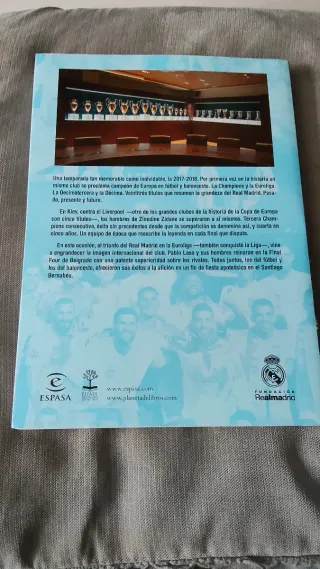 Una temporada tan memorable como inolvidable, la 2017-2018. Por primera vez en la historia un
mismo club se proclama campeón de Europa en fútbol y baloncesto. La Champions y la Euroliga.
La Decimotercera y la Décima. Veintitrés títulos que resumen la grandeza del Real Madrid. Pasa-
do, presente y futuro.
En Kiev, contra el Liverpool —otro de los grandes clubes de la historia de la Copa de Europa
con cinco títulos—, los hombres de Zinedine Zidane se superaron a sí mismos. Tercera Cham-
pions consecutiva, éxito sin precedentes desde que la competición se denomina así, y cuarta en
cinco años. Un equipo de época que reescribe la leyenda en cada final que disputa.
En esta ocasión, el triunfo del Real Madrid en la Euroliga —también conquistó la Liga—, vino
a engrandecer la imagen internacional del club. Pablo Laso y sus hombres reinaron en la Final
Four de Belgrado con una patente superioridad sobre los rivales. Todos juntos, los del fútbol y
los del baloncesto, ofrecieron sus éxitos a la afición en un fin de fiesta apoteósico en el Santiago
Bernabéu.
e
ESPASA
www.espasa.com
www.planetadelibros.com
FUNDACIÓN
Realmadrid